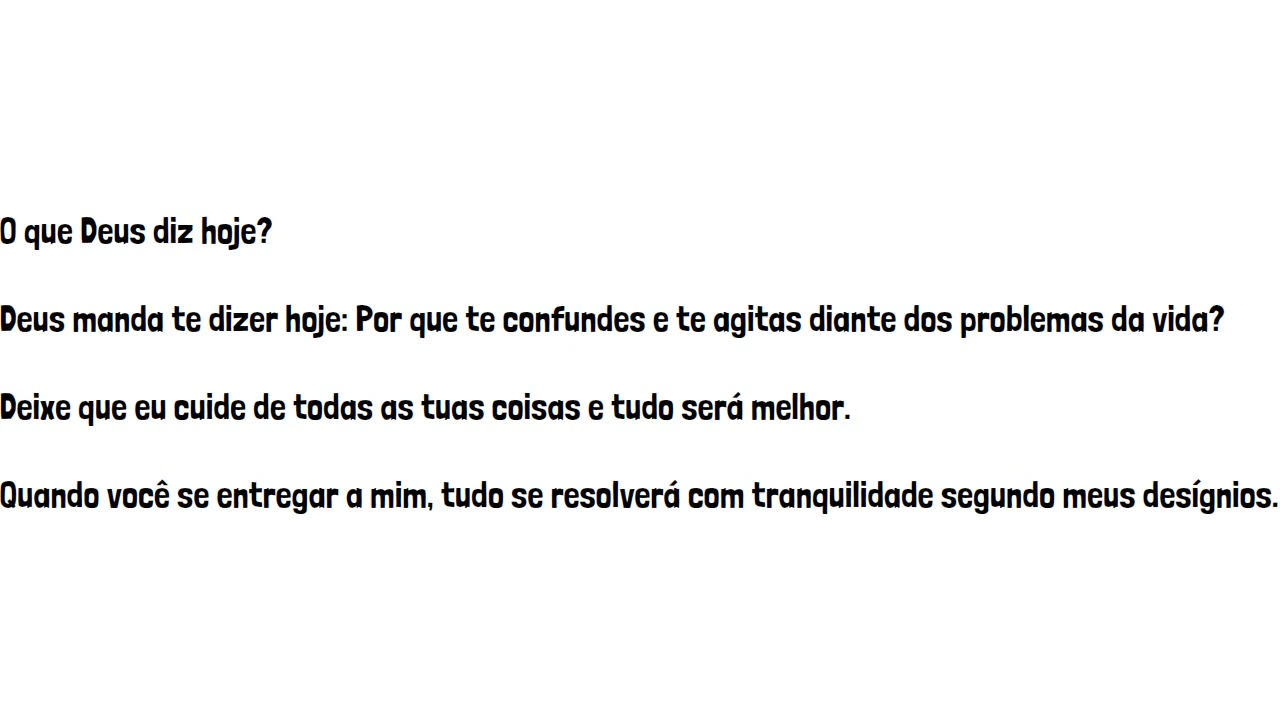 O que Deus diz hoje?
Deus manda te dizer hoje: Por que te confundes e te agitas diante dos problemas da vida?
Deixe que eu cuide de todas as tuas coisas e tudo será melhor.
Quando você se entregar a mim, tudo se resolverá com tranquilidade segundo meus desígnios.